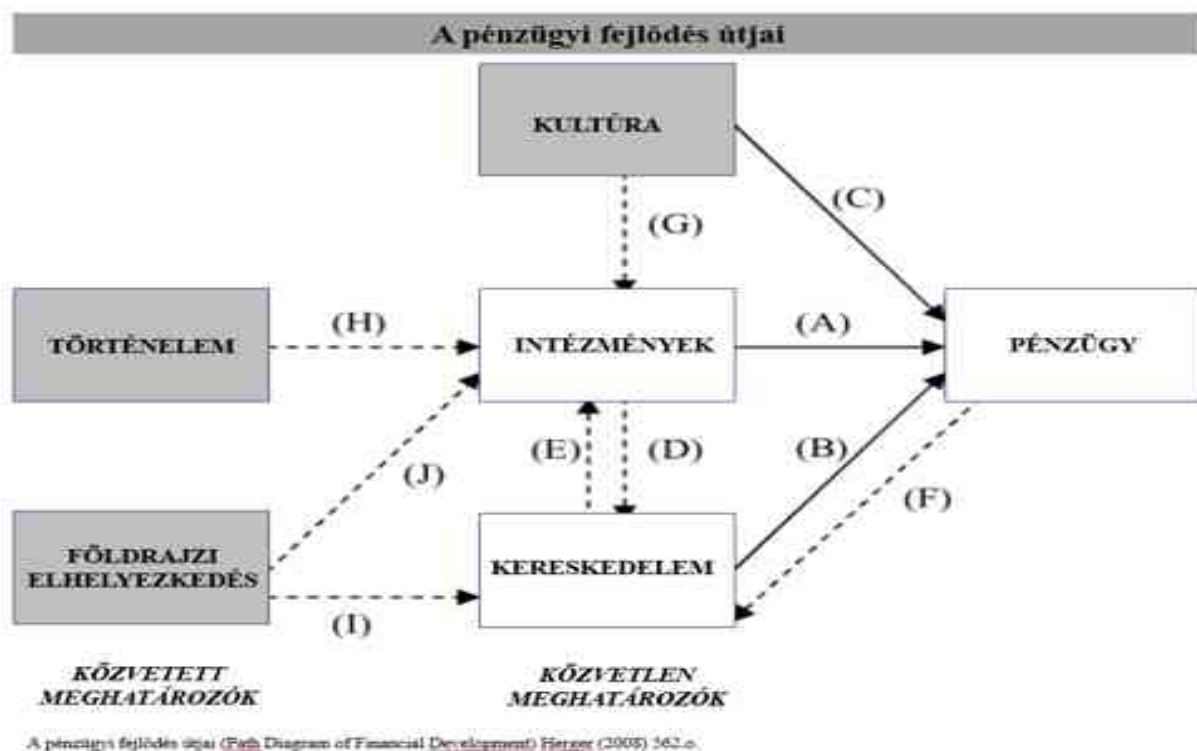 A pénzügyi fejlődés útjai
KULTÚRA
(C)
(G)
TÖRTÉNELEM
(H)
INTÉZMÉNYEK
(A)
PÉNZÜGY
(J)
(E)
(D)
(B)
(F)
FÖLDRAJZI
ELHELYEZKEDÉS
(I)
KERESKEDELEM
KÖZVETETT
MEGHATÁROZÓK
KÖZVETLEN
MEGHATÁROZÓK
A pénzügyi fejlődés útjai (Path Diagram of Financial Development) (2008) 562.o.